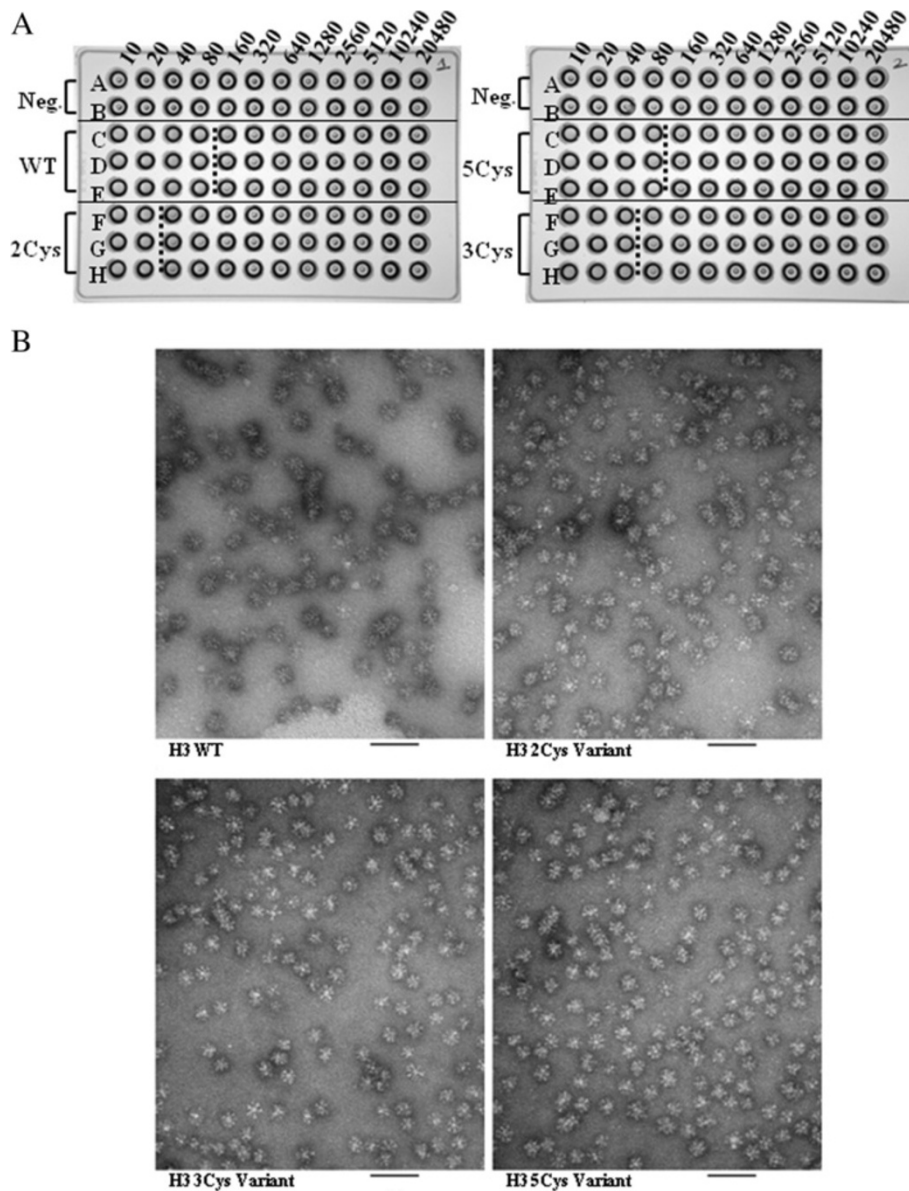 A
10 20 40 80 160 320 640 1280 2560 5120 10240 20480
1
Neg.
WT
2Cys
A
B
C
D
E
F
G
H
10 20 40 80 160 320 640 1280 2560 5120 10240 20480
2
Neg.
5Cys
3Cys
A
B
C
D
E
F
G
H
B
H3 WT
H3 2Cys Variant
H3 3Cys Variant
H3 5Cys Variant